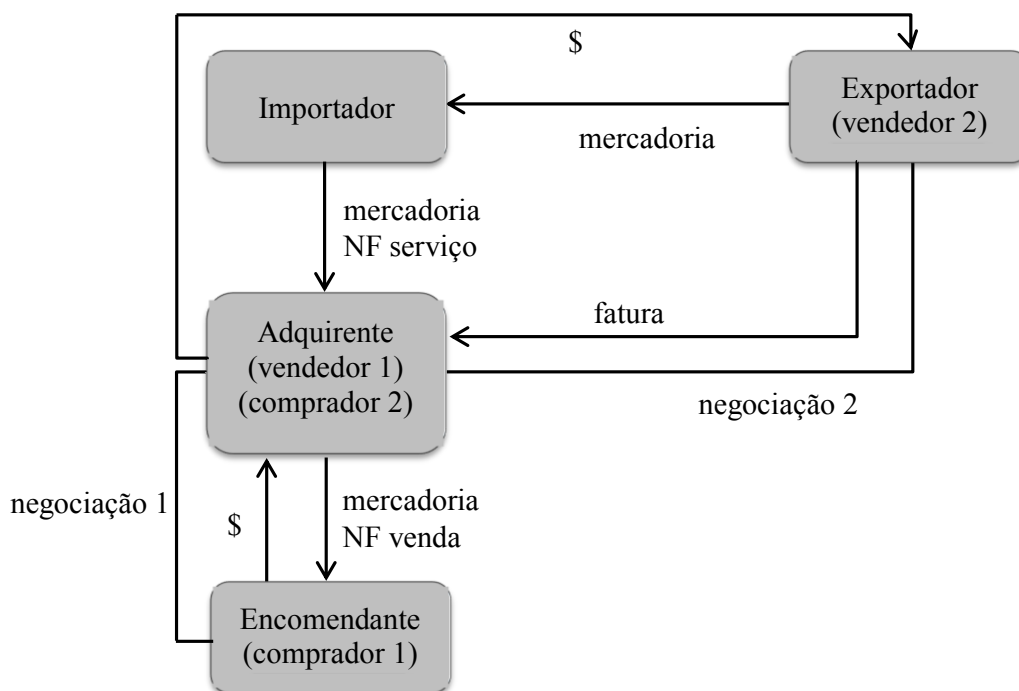 $
Importador
Exportador
(vendedor 2)
mercadoria
mercadoria
NF serviço
fatura
Adquirente
(vendedor 1)
(comprador 2)
negociação 2
negociação 1
$
mercadoria
NF venda
Encomendante
(comprador 1)